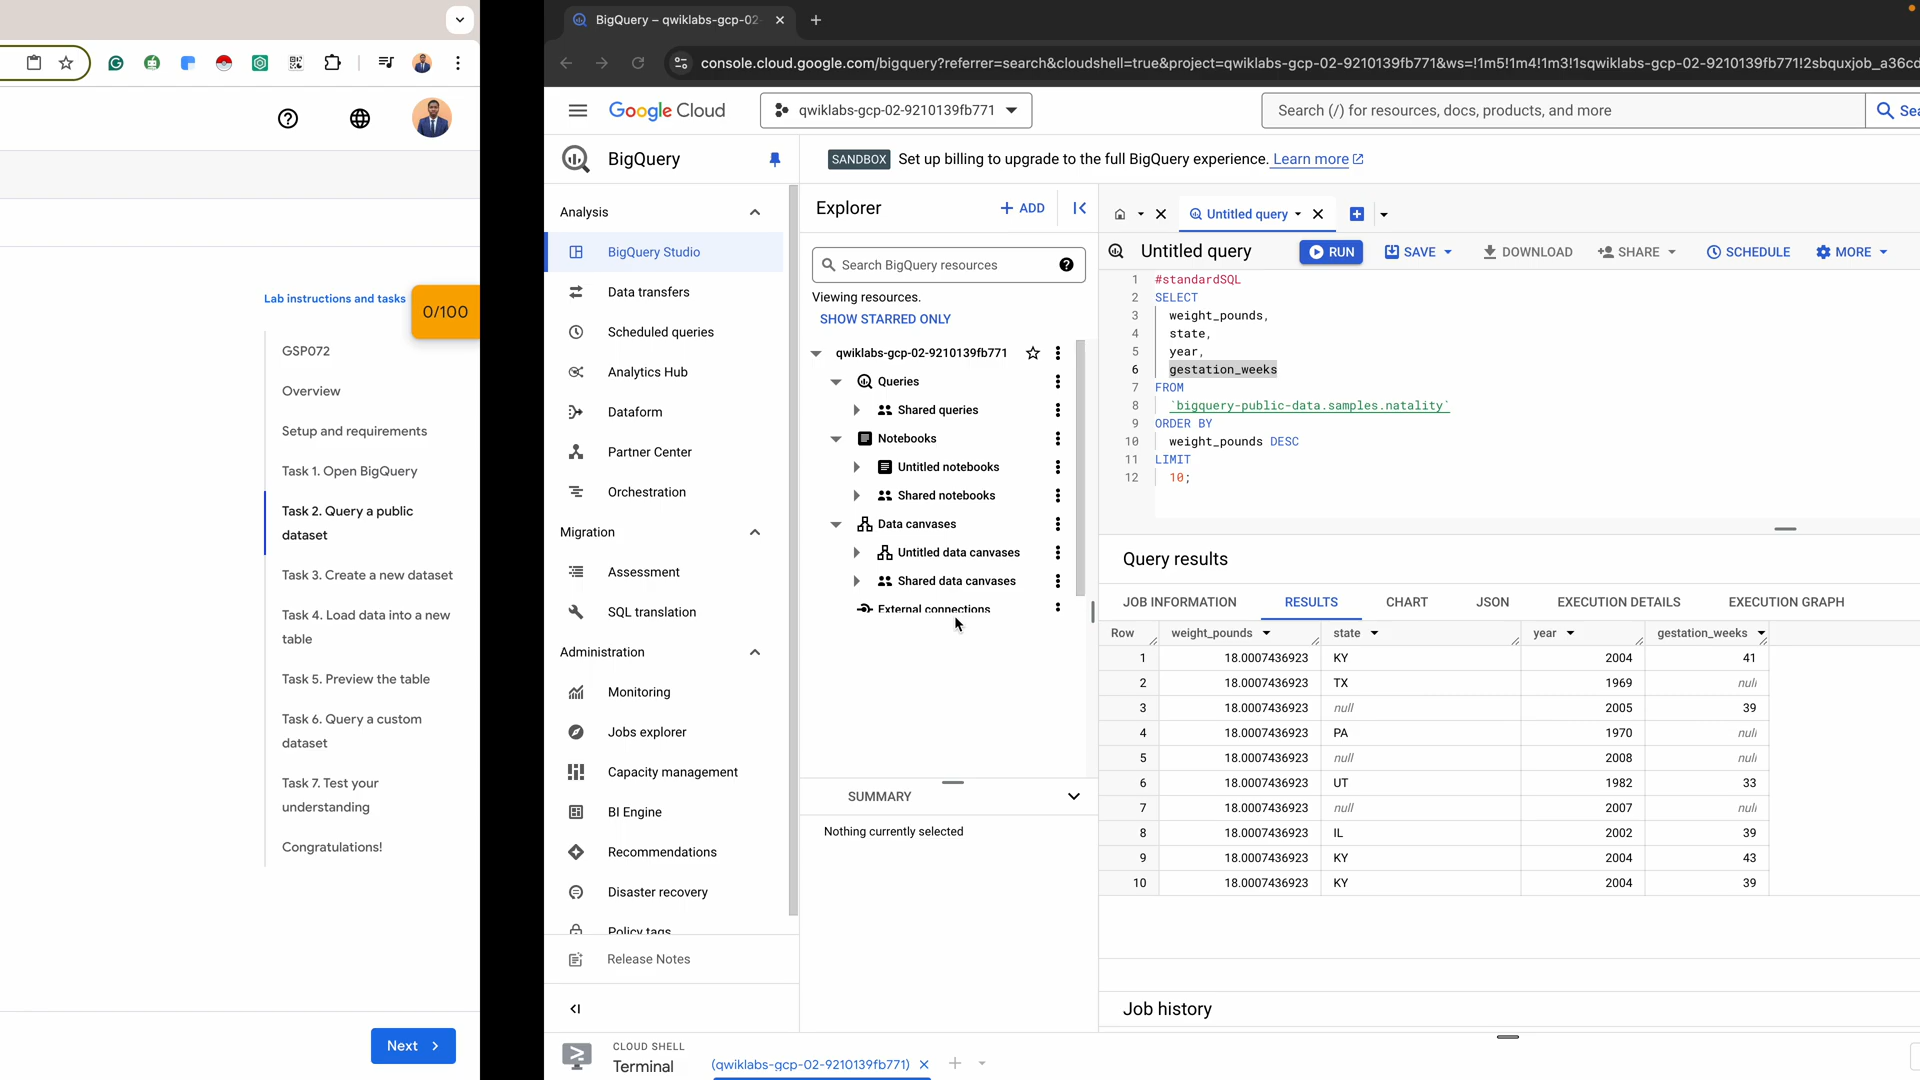 Lab instructions and tasks
0/100
GSP072
Overview
Setup and requirements
Task 1. Open BigQuery
Task 2. Query a public
dataset
Task 3. Create a new dataset
Task 4. Load data into a new
table
Task 5. Preview the table
Task 6. Query a custom
dataset
Task 7. Test your
understanding
Congratulations!
Next
BigQuery – qwiklabs-gcp-02-
console.cloud.google.com/bigquery?referrer=search&cloudshell=true&project=qwiklabs-gcp-02-9210139fb771&ws=!1m5!1m4!1m3!1sqwiklabs-gcp-02-9210139fb771!2sbquxjob_a36cd
Google Cloud
qwiklabs-gcp-02-9210139fb771
Search (/) for resources, docs, products, and more
Sea
BigQuery
SANDBOX Set up billing to upgrade to the full BigQuery experience. Learn more
Analysis
BigQuery Studio
Data transfers
Scheduled queries
Analytics Hub
Dataform
Partner Center
Orchestration
Migration
Assessment
SQL translation
Administration
Monitoring
Jobs explorer
Capacity management
BI Engine
Recommendations
Disaster recovery
Policy tags
Release Notes
Explorer
+ ADD
Search BigQuery resources
Viewing resources.
SHOW STARRED ONLY
qwiklabs-gcp-02-9210139fb771
Queries
Shared queries
Notebooks
Untitled notebooks
Shared notebooks
Data canvases
Untitled data canvases
Shared data canvases
External connections
SUMMARY
Nothing currently selected
Untitled query
Untitled query
RUN
SAVE
DOWNLOAD
SHARE
SCHEDULE
MORE
1 #standardSQL
2 SELECT
3 weight_pounds,
4 state,
5 year,
6 gestation_weeks
7 FROM
8 `bigquery-public-data.samples.natality`
9 ORDER BY
10 weight_pounds DESC
11 LIMIT
12 10;
Query results
JOB INFORMATION RESULTS CHART JSON EXECUTION DETAILS EXECUTION GRAPH
Row weight_pounds state year gestation_weeks
1 18.0007436923 KY 2004 41
2 18.0007436923 TX 1969 null
3 18.0007436923 null 2005 39
4 18.0007436923 PA 1970 null
5 18.0007436923 null 2008 null
6 18.0007436923 UT 1982 33
7 18.0007436923 null 2007 null
8 18.0007436923 IL 2002 39
9 18.0007436923 KY 2004 43
10 18.0007436923 KY 2004 39
Job history
CLOUD SHELL
Terminal
(qwiklabs-gcp-02-9210139fb771)